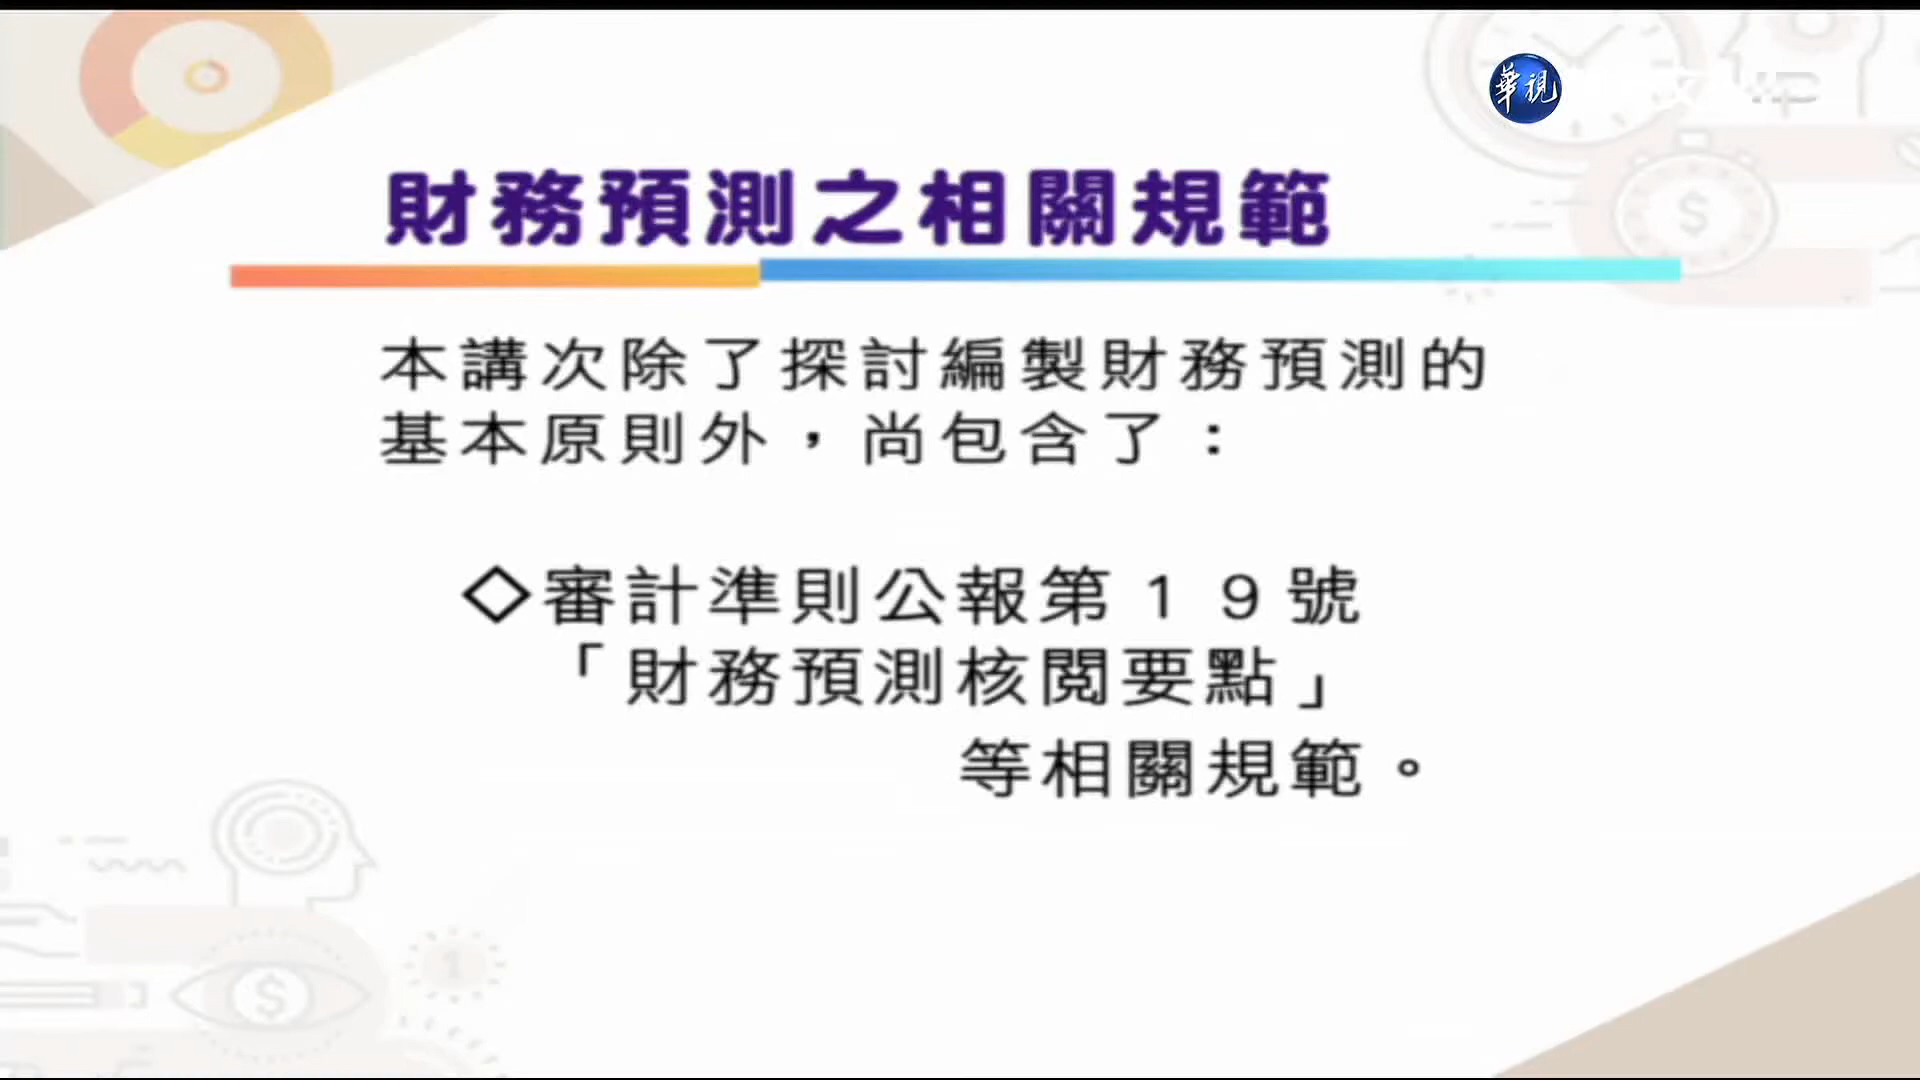 華視
財務預測之相關規範
本講次除了探討編製財務預測的
基本原則外，尚包含了：
◇審計準則公報第１９號
「財務預測核閱要點」
等相關規範。
$
1
$